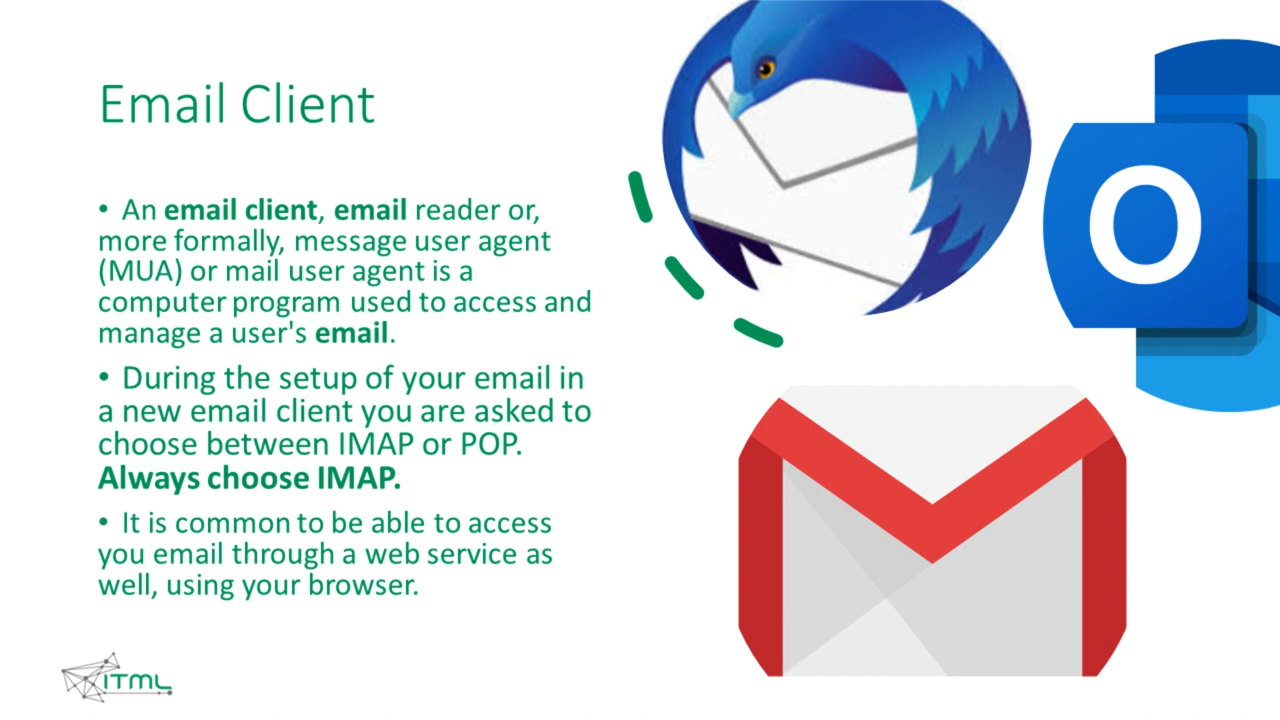 Email Client
• An email client, email reader or,
more formally, message user agent
(MUA) or mail user agent is a
computer program used to access and
manage a user's email.
• During the setup of your email in
a new email client you are asked to
choose between IMAP or POP.
Always choose IMAP.
• It is common to be able to access
you email through a web service as
well, using your browser.
O
ITML